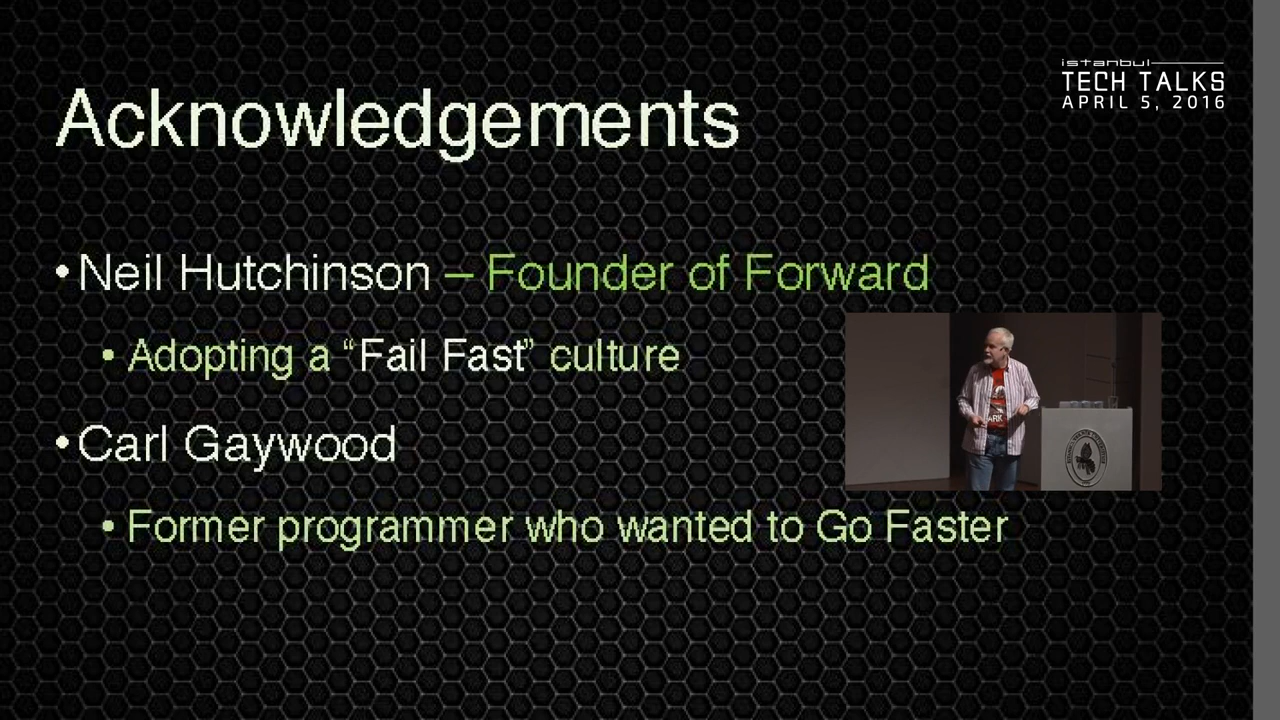 istanbul
TECH TALKS
APRIL 5, 2016
Acknowledgements
• Neil Hutchinson – Founder of Forward
• Adopting a “Fail Fast” culture
• Carl Gaywood
• Former programmer who wanted to Go Faster
ARK